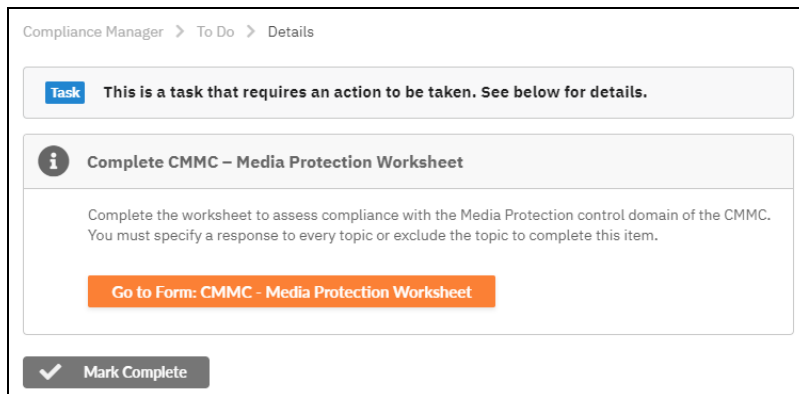 Compliance Manager > To Do > Details
Task This is a task that requires an action to be taken. See below for details.
Complete CMMC – Media Protection Worksheet
Complete the worksheet to assess compliance with the Media Protection control domain of the CMMC.
You must specify a response to every topic or exclude the topic to complete this item.
Go to Form: CMMC - Media Protection Worksheet
Mark Complete